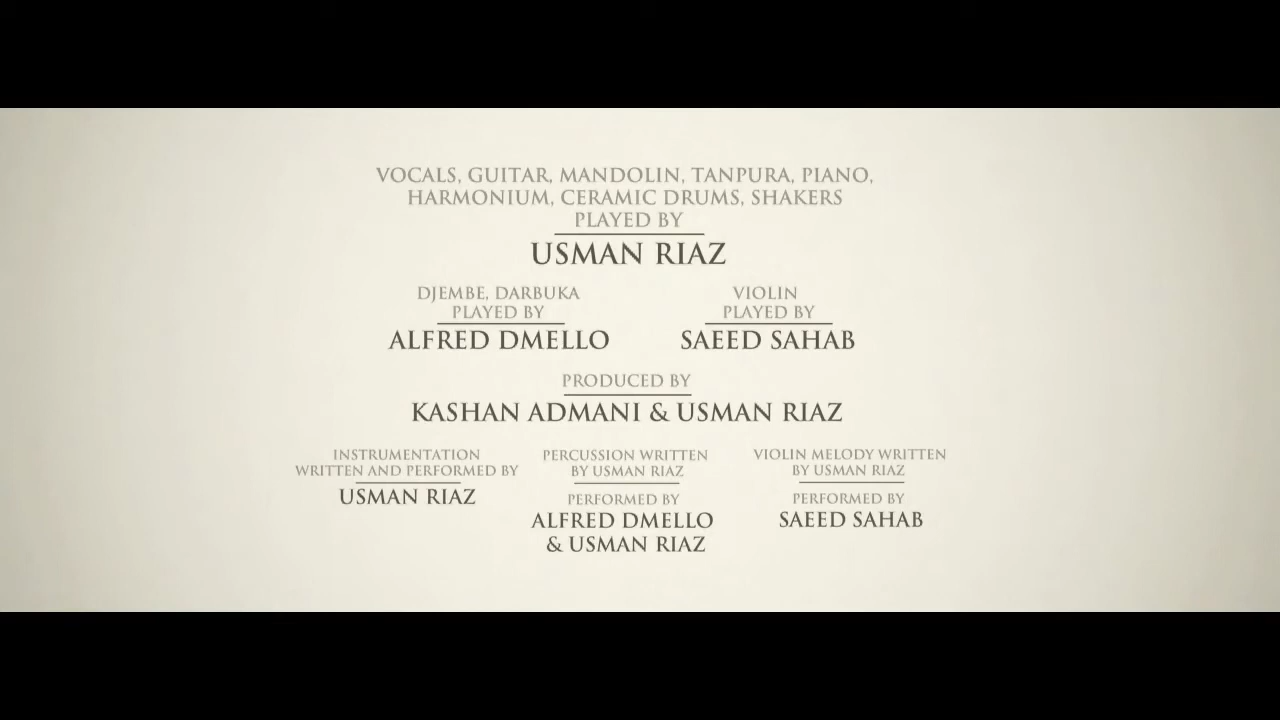 VOCALS, GUITAR, MANDOLIN, TANPURA, PIANO,
HARMONIUM, CERAMIC DRUMS, SHAKERS
PLAYED BY
USMAN RIAZ
DJEMBE, DARBUKA
PLAYED BY
ALFRED DMELLO
VIOLIN
PLAYED BY
SAEED SAHAB
PRODUCED BY
KASHAN ADMANI & USMAN RIAZ
INSTRUMENTATION
WRITTEN AND PERFORMED BY
USMAN RIAZ
PERCUSSION WRITTEN
BY USMAN RIAZ
PERFORMED BY
ALFRED DMELLO
& USMAN RIAZ
VIOLIN MELODY WRITTEN
BY USMAN RIAZ
PERFORMED BY
SAEED SAHAB